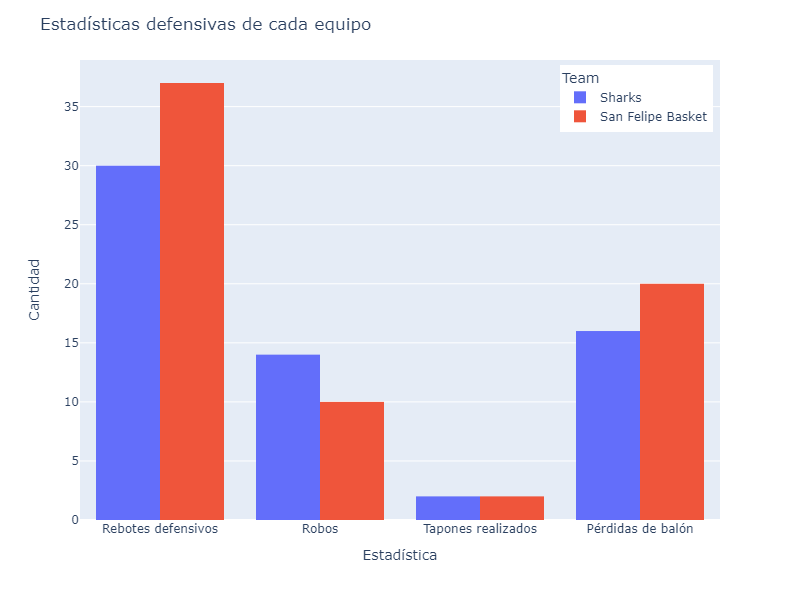 Estadísticas defensivas de cada equipo
Team
Sharks
San Felipe Basket
35
30
25
20
15
10
5
0
Cantidad
Rebotes defensivos
Robos
Tapones realizados
Pérdidas de balón
Estadística